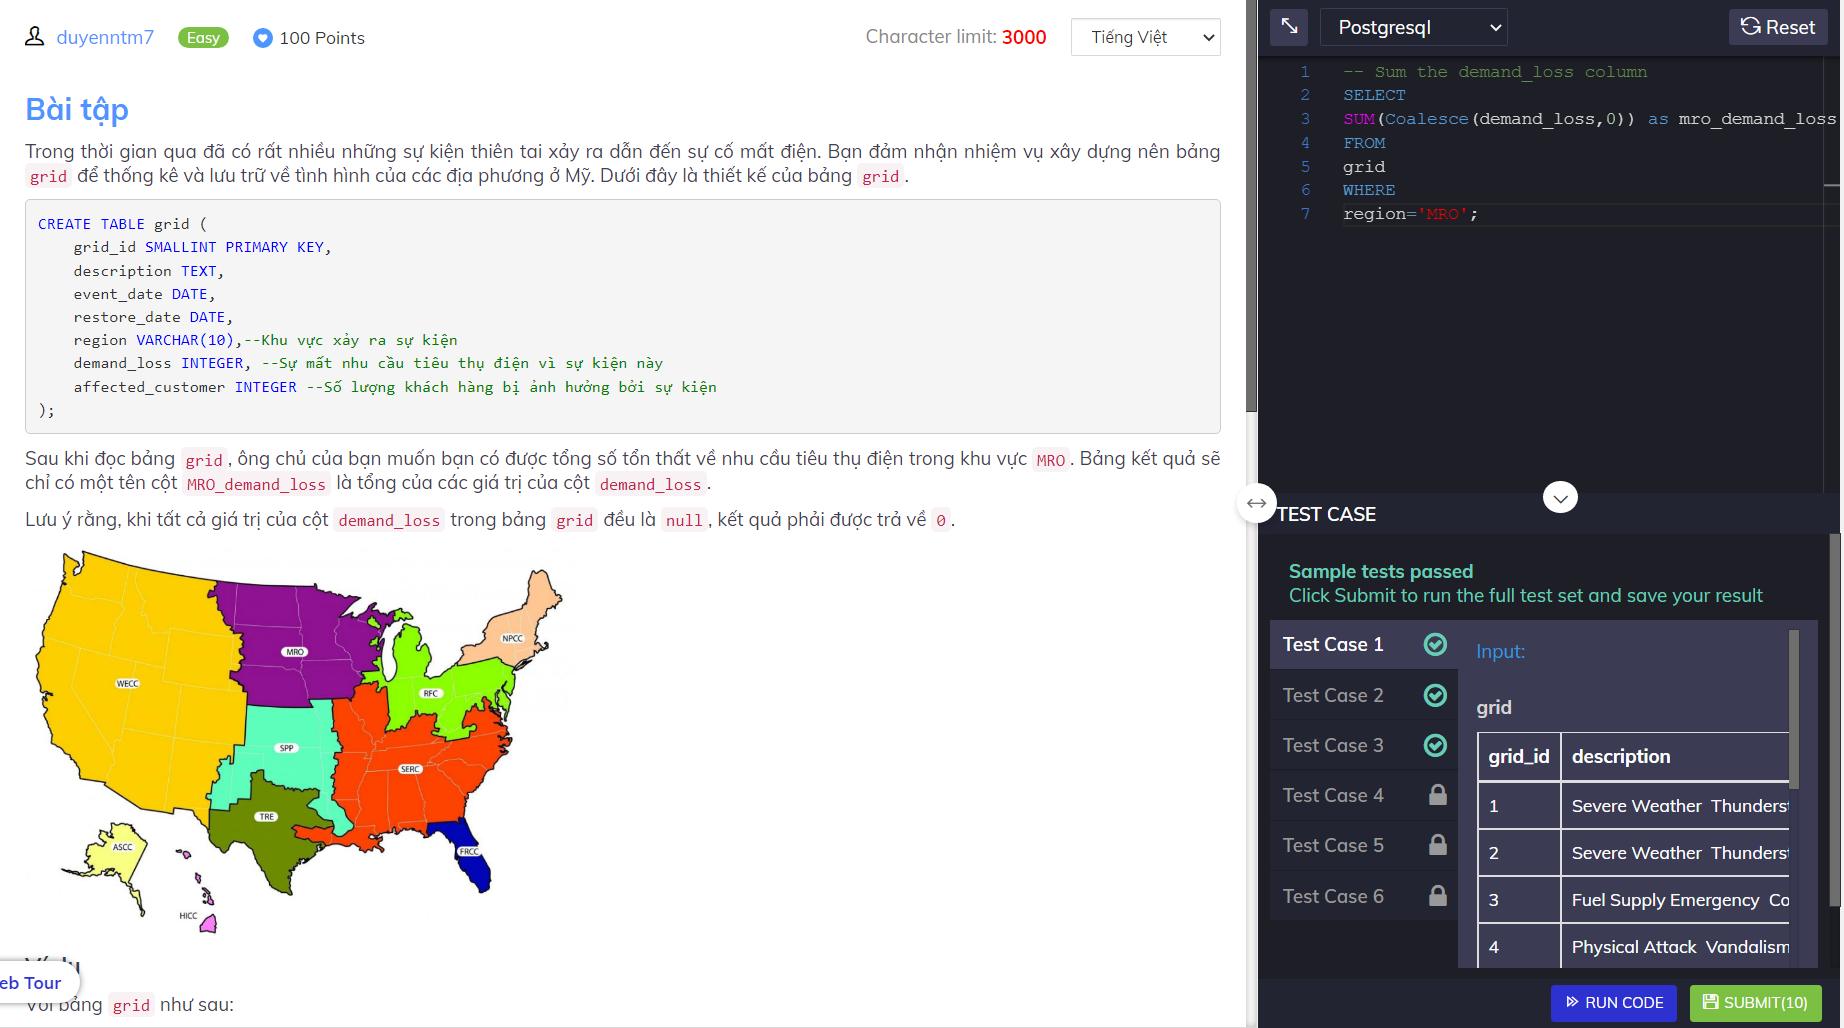 duyenntm7 Easy 100 Points Character limit: 3000 Tiếng Việt
Bài tập
Trong thời gian qua đã có rất nhiều những sự kiện thiên tai xảy ra dẫn đến sự cố mất điện. Bạn đảm nhận nhiệm vụ xây dựng nên bảng
grid để thống kê và lưu trữ về tình hình của các địa phương ở Mỹ. Dưới đây là thiết kế của bảng grid.
CREATE TABLE grid (
    grid_id SMALLINT PRIMARY KEY,
    description TEXT,
    event_date DATE,
    restore_date DATE,
    region VARCHAR(10),--Khu vực xảy ra sự kiện
    demand_loss INTEGER, --Sự mất nhu cầu tiêu thụ điện vì sự kiện này
    affected_customer INTEGER --Số lượng khách hàng bị ảnh hưởng bởi sự kiện
);
Sau khi đọc bảng grid, ông chủ của bạn muốn bạn có được tổng số tổn thất về nhu cầu tiêu thụ điện trong khu vực MRO. Bảng kết quả sẽ
chỉ có một tên cột MRO_demand_loss là tổng của các giá trị của cột demand_loss.
Lưu ý rằng, khi tất cả giá trị của cột demand_loss trong bảng grid đều là null, kết quả phải được trả về 0.
NPCC
MRO
WECC
RFC
SPP
SERC
TRE
ASCC
FRCC
HICC
eb Tour
Với bảng grid như sau:
Postgresql Reset
1 -- Sum the demand_loss column
2 SELECT
3 SUM(Coalesce(demand_loss,0)) as mro_demand_loss
4 FROM
5 grid
6 WHERE
7 region='MRO';
TEST CASE
Sample tests passed
Click Submit to run the full test set and save your result
Test Case 1
Test Case 2
Test Case 3
Test Case 4
Test Case 5
Test Case 6
Input:
grid
grid_id description
1 Severe Weather Thunderst
2 Severe Weather Thunderst
3 Fuel Supply Emergency Co
4 Physical Attack Vandalism
RUN CODE SUBMIT(10)